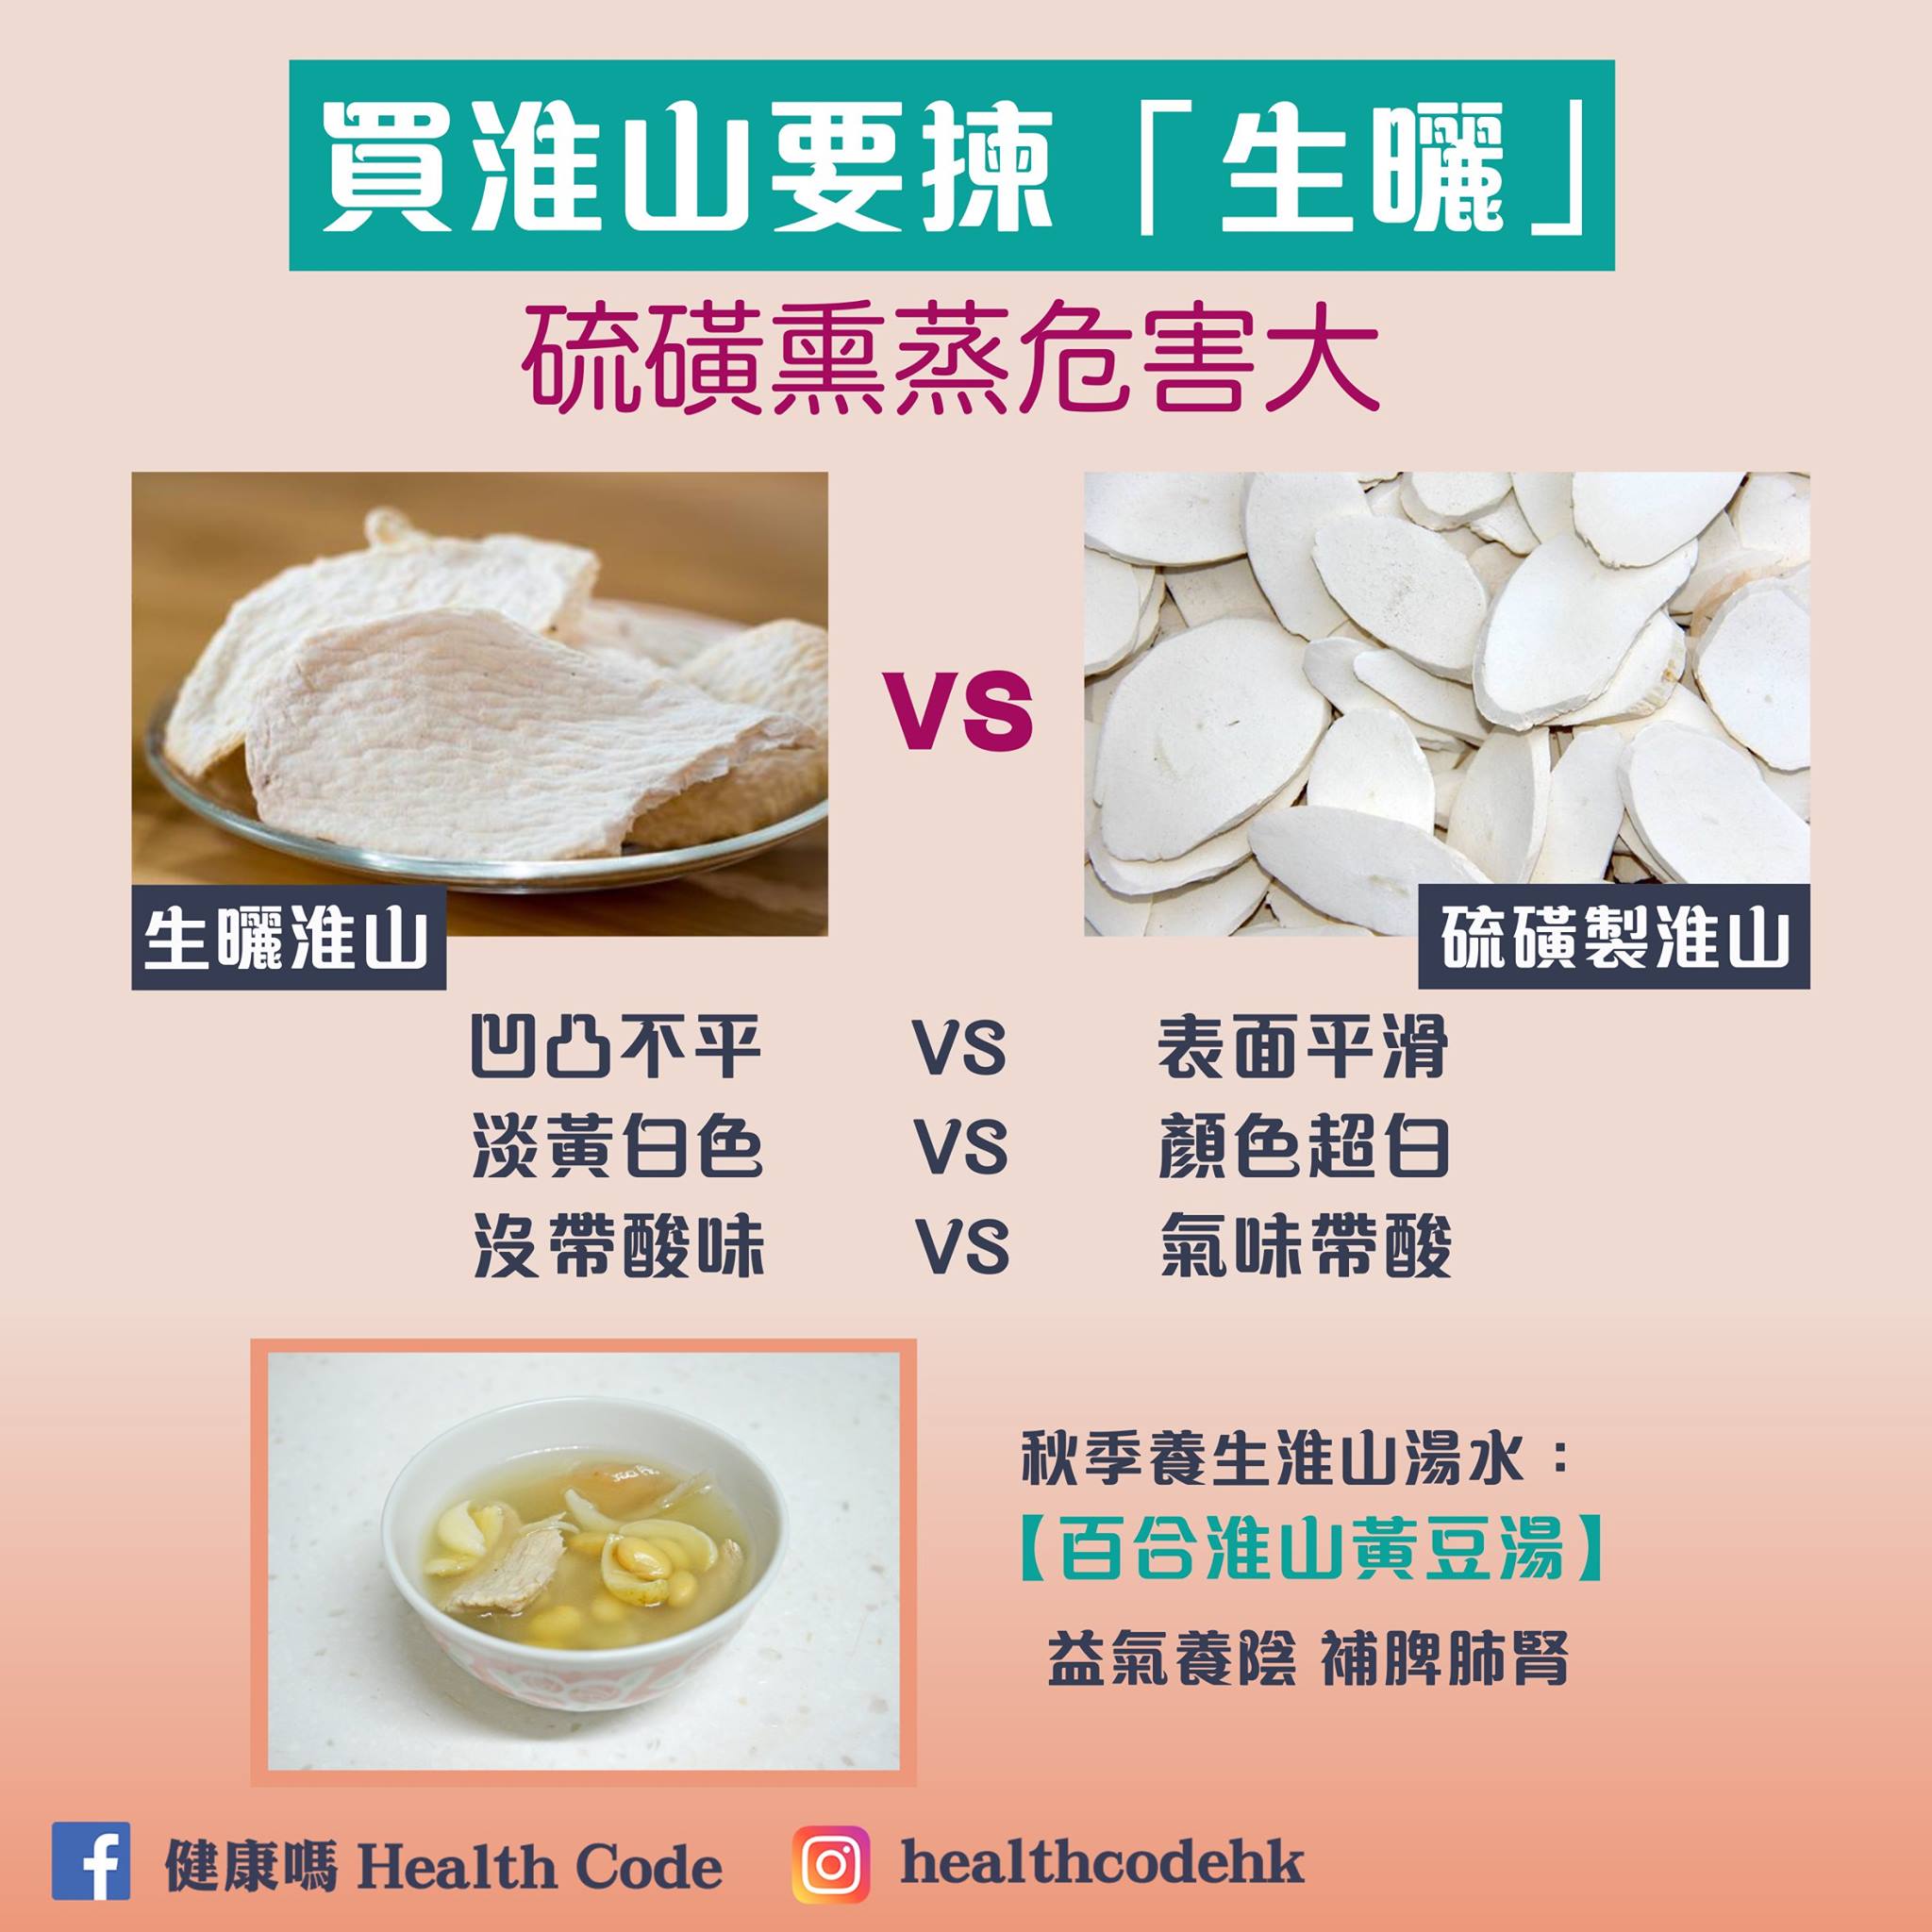 買淮山要揀「生曬」
硫磺熏蒸危害大
VS
生曬淮山
硫磺製淮山
凹凸不平 VS 表面平滑
淡黃白色 VS 顏色超白
沒帶酸味 VS 氣味帶酸
秋季養生淮山湯水：
【百合淮山黃豆湯】
益氣養陰 補脾肺腎
健康嗎 Health Code
healthcodehk